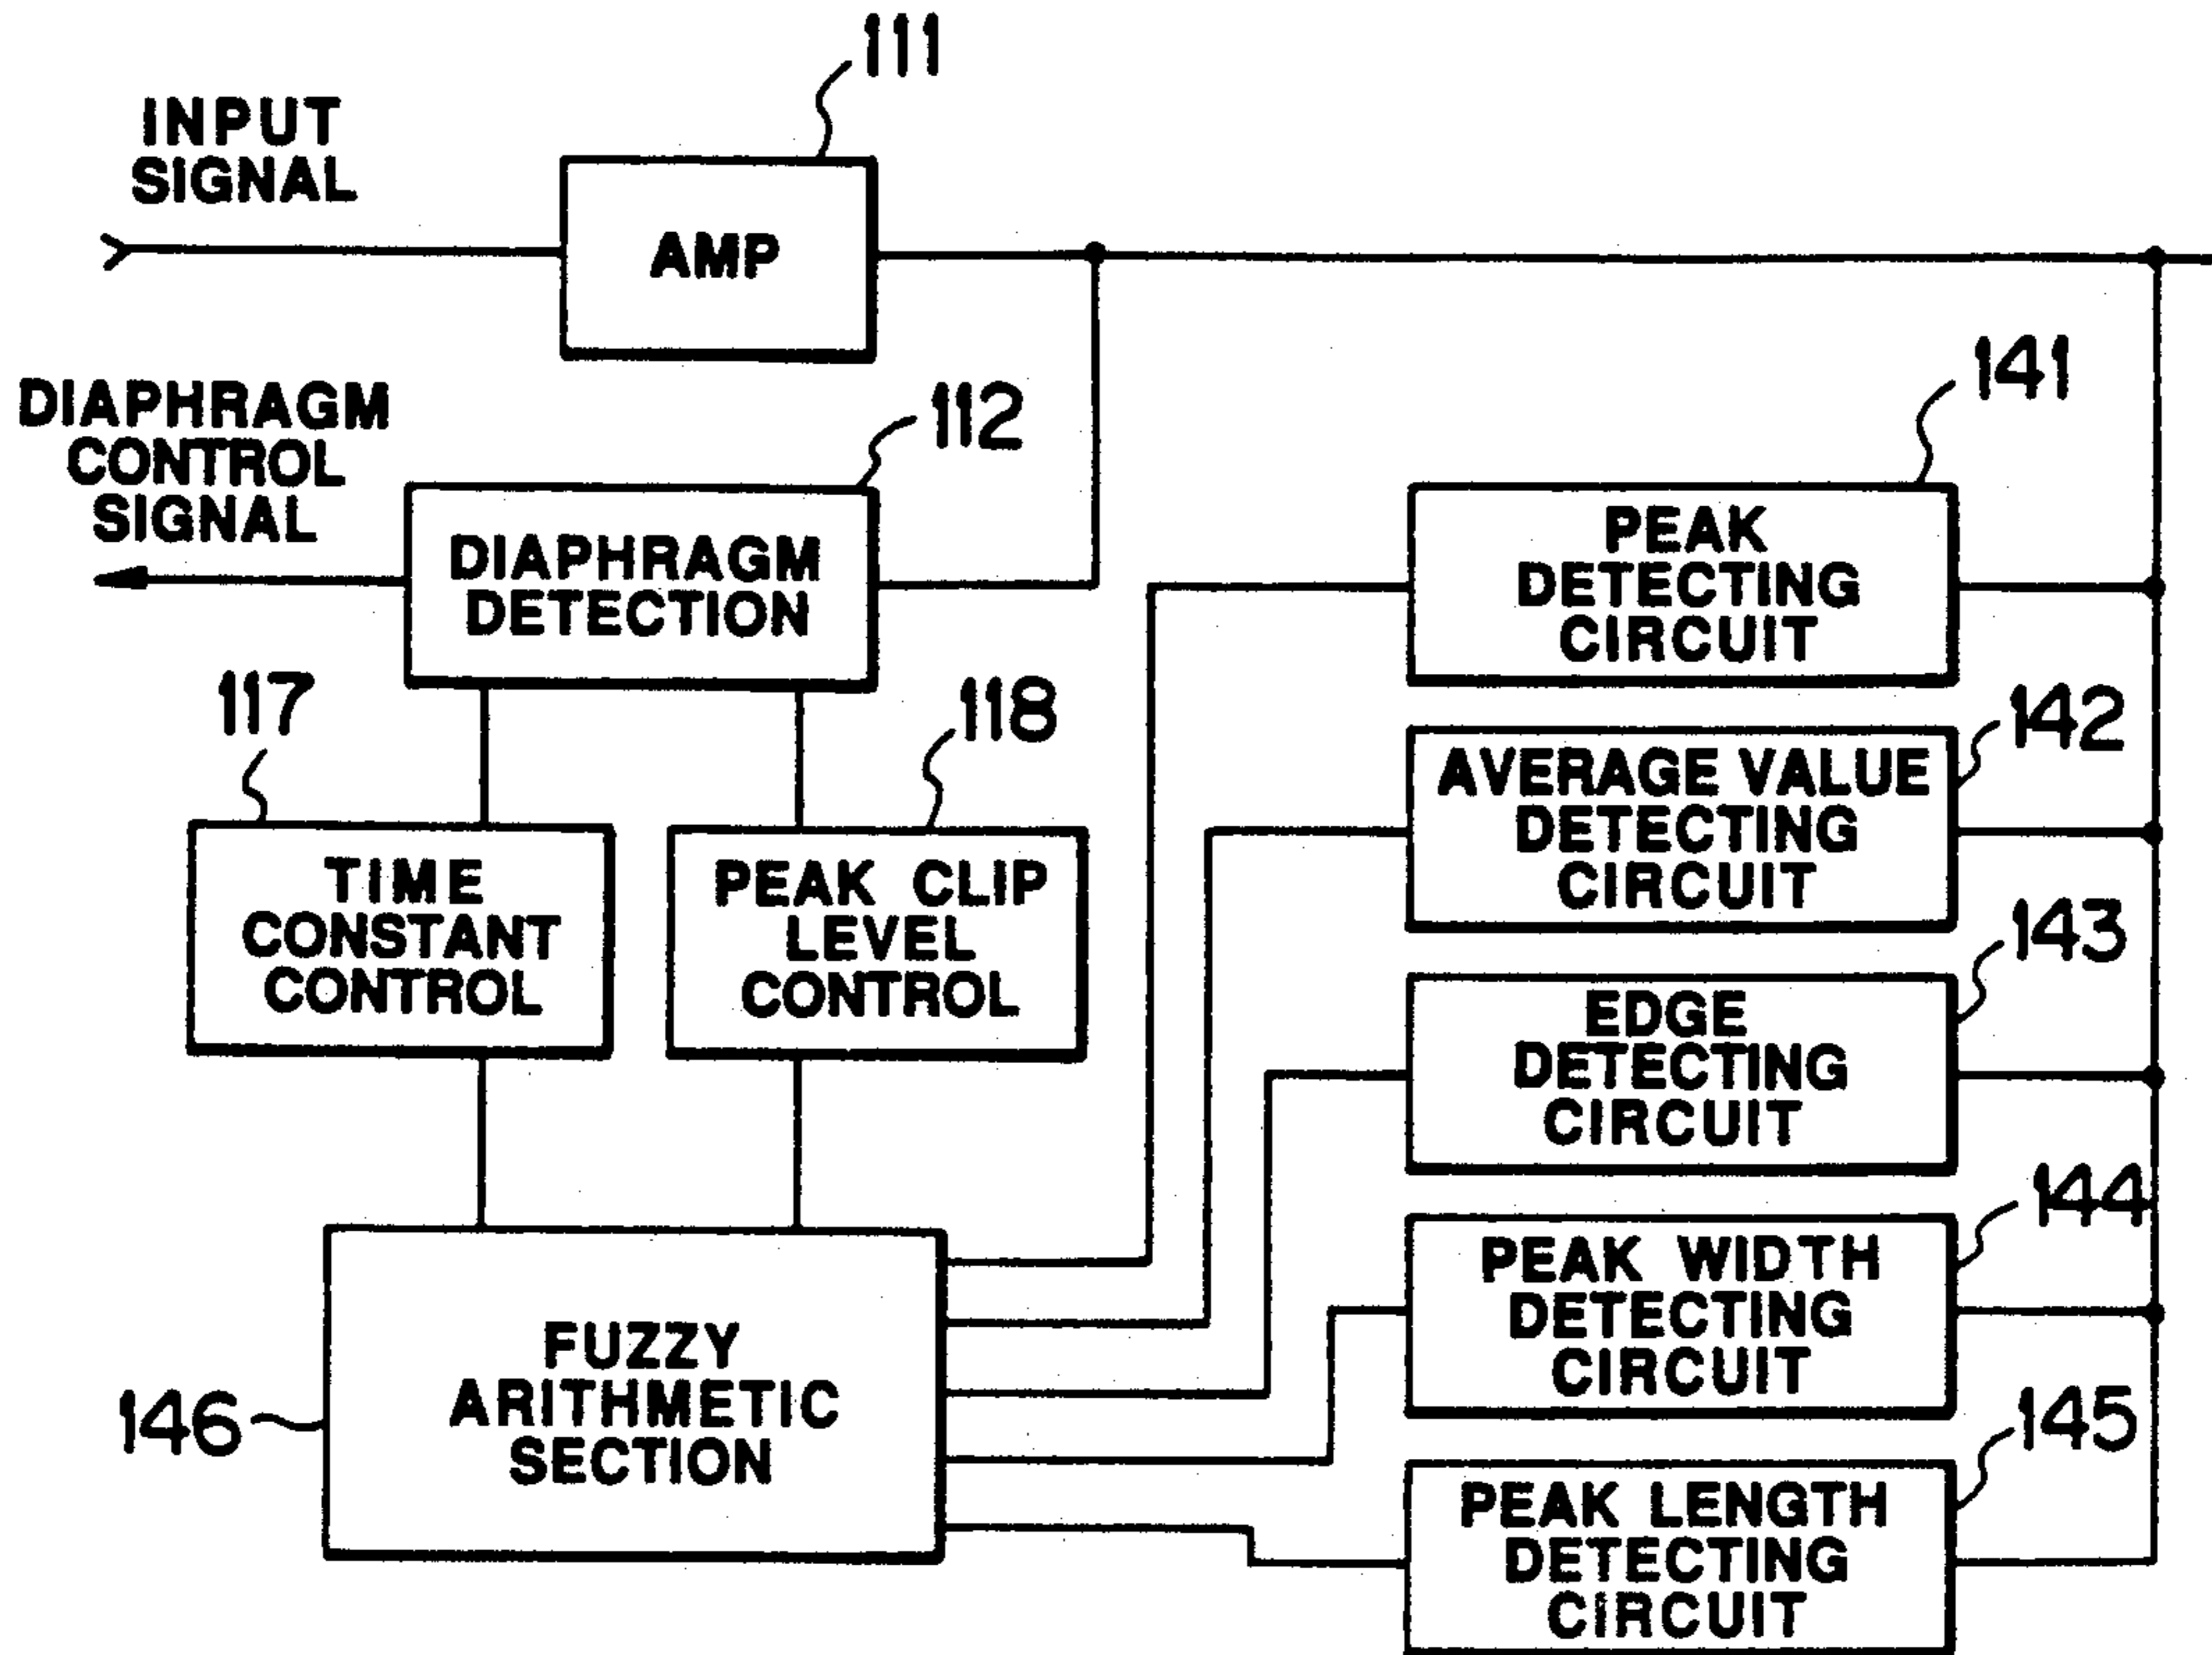 111
INPUT
SIGNAL
AMP
DIAPHRAGM
CONTROL
SIGNAL
112
DIAPHRAGM
DETECTION
141
PEAK
DETECTING
CIRCUIT
117
118
142
AVERAGE VALUE
DETECTING
CIRCUIT
TIME
CONSTANT
CONTROL
PEAK CLIP
LEVEL
CONTROL
143
EDGE
DETECTING
CIRCUIT
144
PEAK WIDTH
DETECTING
CIRCUIT
146
FUZZY
ARITHMETIC
SECTION
145
PEAK LENGTH
DETECTING
CIRCUIT